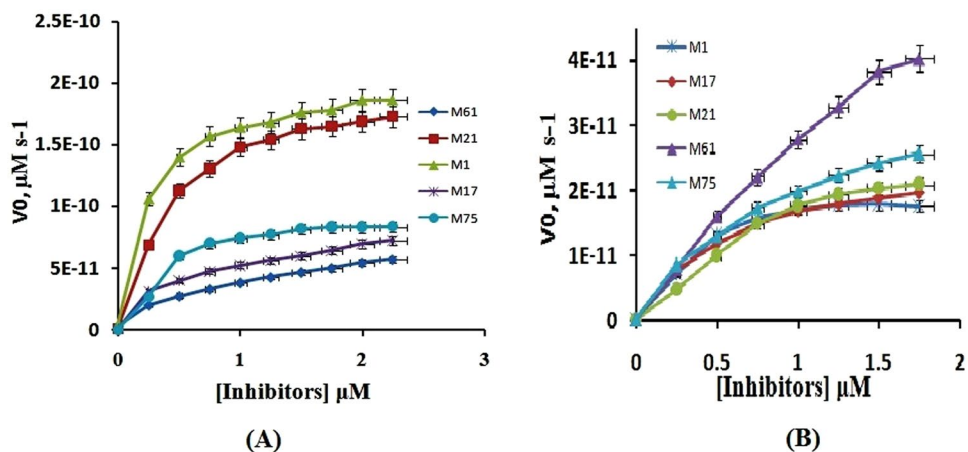 2.5E-10
2E-10
1.5E-10
1E-10
5E-11
0
V0, µM s-1
0 1 2 3
[Inhibitors] µM
M61
M21
M1
M17
M75
(A)
4E-11
3E-11
2E-11
1E-11
0
V0, µM s-1
0 0.5 1 1.5 2
[Inhibitors] µM
M1
M17
M21
M61
M75
(B)